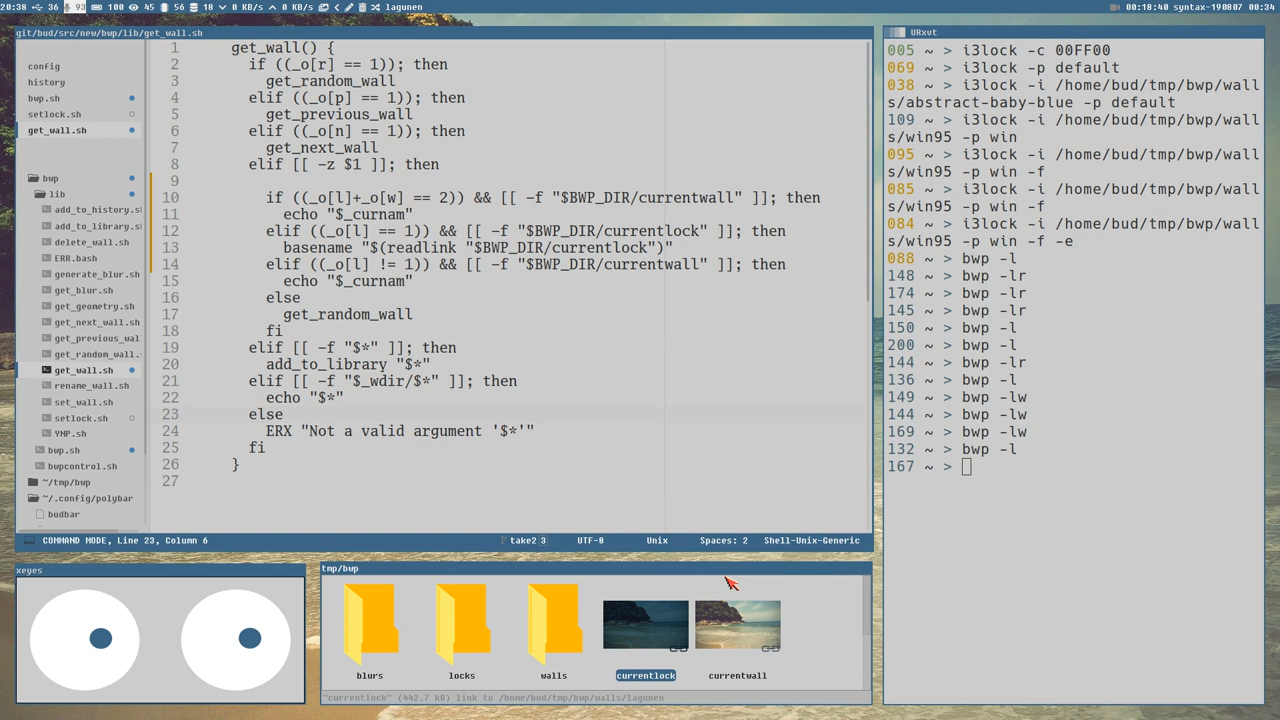 20:38 36 93 100 45 56 18 0 KB/s 0 KB/s lagunen 00:18:40 syntax-190807 00:34
git/bud/src/new/bwp/lib/get_wall.sh
config
history
bwp.sh
setlock.sh
get_wall.sh
bwp
lib
add_to_history.sh
add_to_library.
delete_wall.sh
ERR.bash
generate_blur.sh
get_blur.sh
get_geometry.sh
get_next_wall.sh
get_previous_wal
get_random_wall.
get_wall.sh
rename_wall.sh
set_wall.sh
setlock.sh
YNP.sh
bwp.sh
bwpcontrol.sh
~/tmp/bwp
~/.config/polybar
budbar
1 get_wall() {
2 if ((_o[r] == 1)); then
3 get_random_wall
4 elif ((_o[p] == 1)); then
5 get_previous_wall
6 elif ((_o[n] == 1)); then
7 get_next_wall
8 elif [[ -z $1 ]]; then
9
10 if ((_o[l]+_o[w] == 2)) && [[ -f "$BWP_DIR/currentwall" ]]; then
11 echo "$_curnam"
12 elif ((_o[l] == 1)) && [[ -f "$BWP_DIR/currentlock" ]]; then
13 basename "$(readlink "$BWP_DIR/currentlock")"
14 elif ((_o[l] != 1)) && [[ -f "$BWP_DIR/currentwall" ]]; then
15 echo "$_curnam"
16 else
17 get_random_wall
18 fi
19 elif [[ -f "$*" ]]; then
20 add_to_library "$*"
21 elif [[ -f "$_wdir/$*" ]]; then
22 echo "$*"
23 else
24 ERX "Not a valid argument '$*'"
25 fi
26 }
27
COMMAND MODE, Line 23, Column 6 take2 3 UTF-8 Unix Spaces: 2 Shell-Unix-Generic
URxvt
005 ~ > i3lock -c 00FF00
069 ~ > i3lock -p default
038 ~ > i3lock -i /home/bud/tmp/bwp/wall
s/abstract-baby-blue -p default
109 ~ > i3lock -i /home/bud/tmp/bwp/wall
s/win95 -p win
095 ~ > i3lock -i /home/bud/tmp/bwp/wall
s/win95 -p win -f
085 ~ > i3lock -i /home/bud/tmp/bwp/wall
s/win95 -p win -f
084 ~ > i3lock -i /home/bud/tmp/bwp/wall
s/win95 -p win -f -e
088 ~ > bwp -l
148 ~ > bwp -lr
174 ~ > bwp -lr
145 ~ > bwp -lr
150 ~ > bwp -l
200 ~ > bwp -l
144 ~ > bwp -lr
136 ~ > bwp -l
149 ~ > bwp -lw
144 ~ > bwp -lw
169 ~ > bwp -lw
132 ~ > bwp -l
167 ~ >
xeyes
tmp/bwp
blurs locks walls currentlock currentwall
"currentlock" (442.7 kB) link to /home/bud/tmp/bwp/walls/lagunen